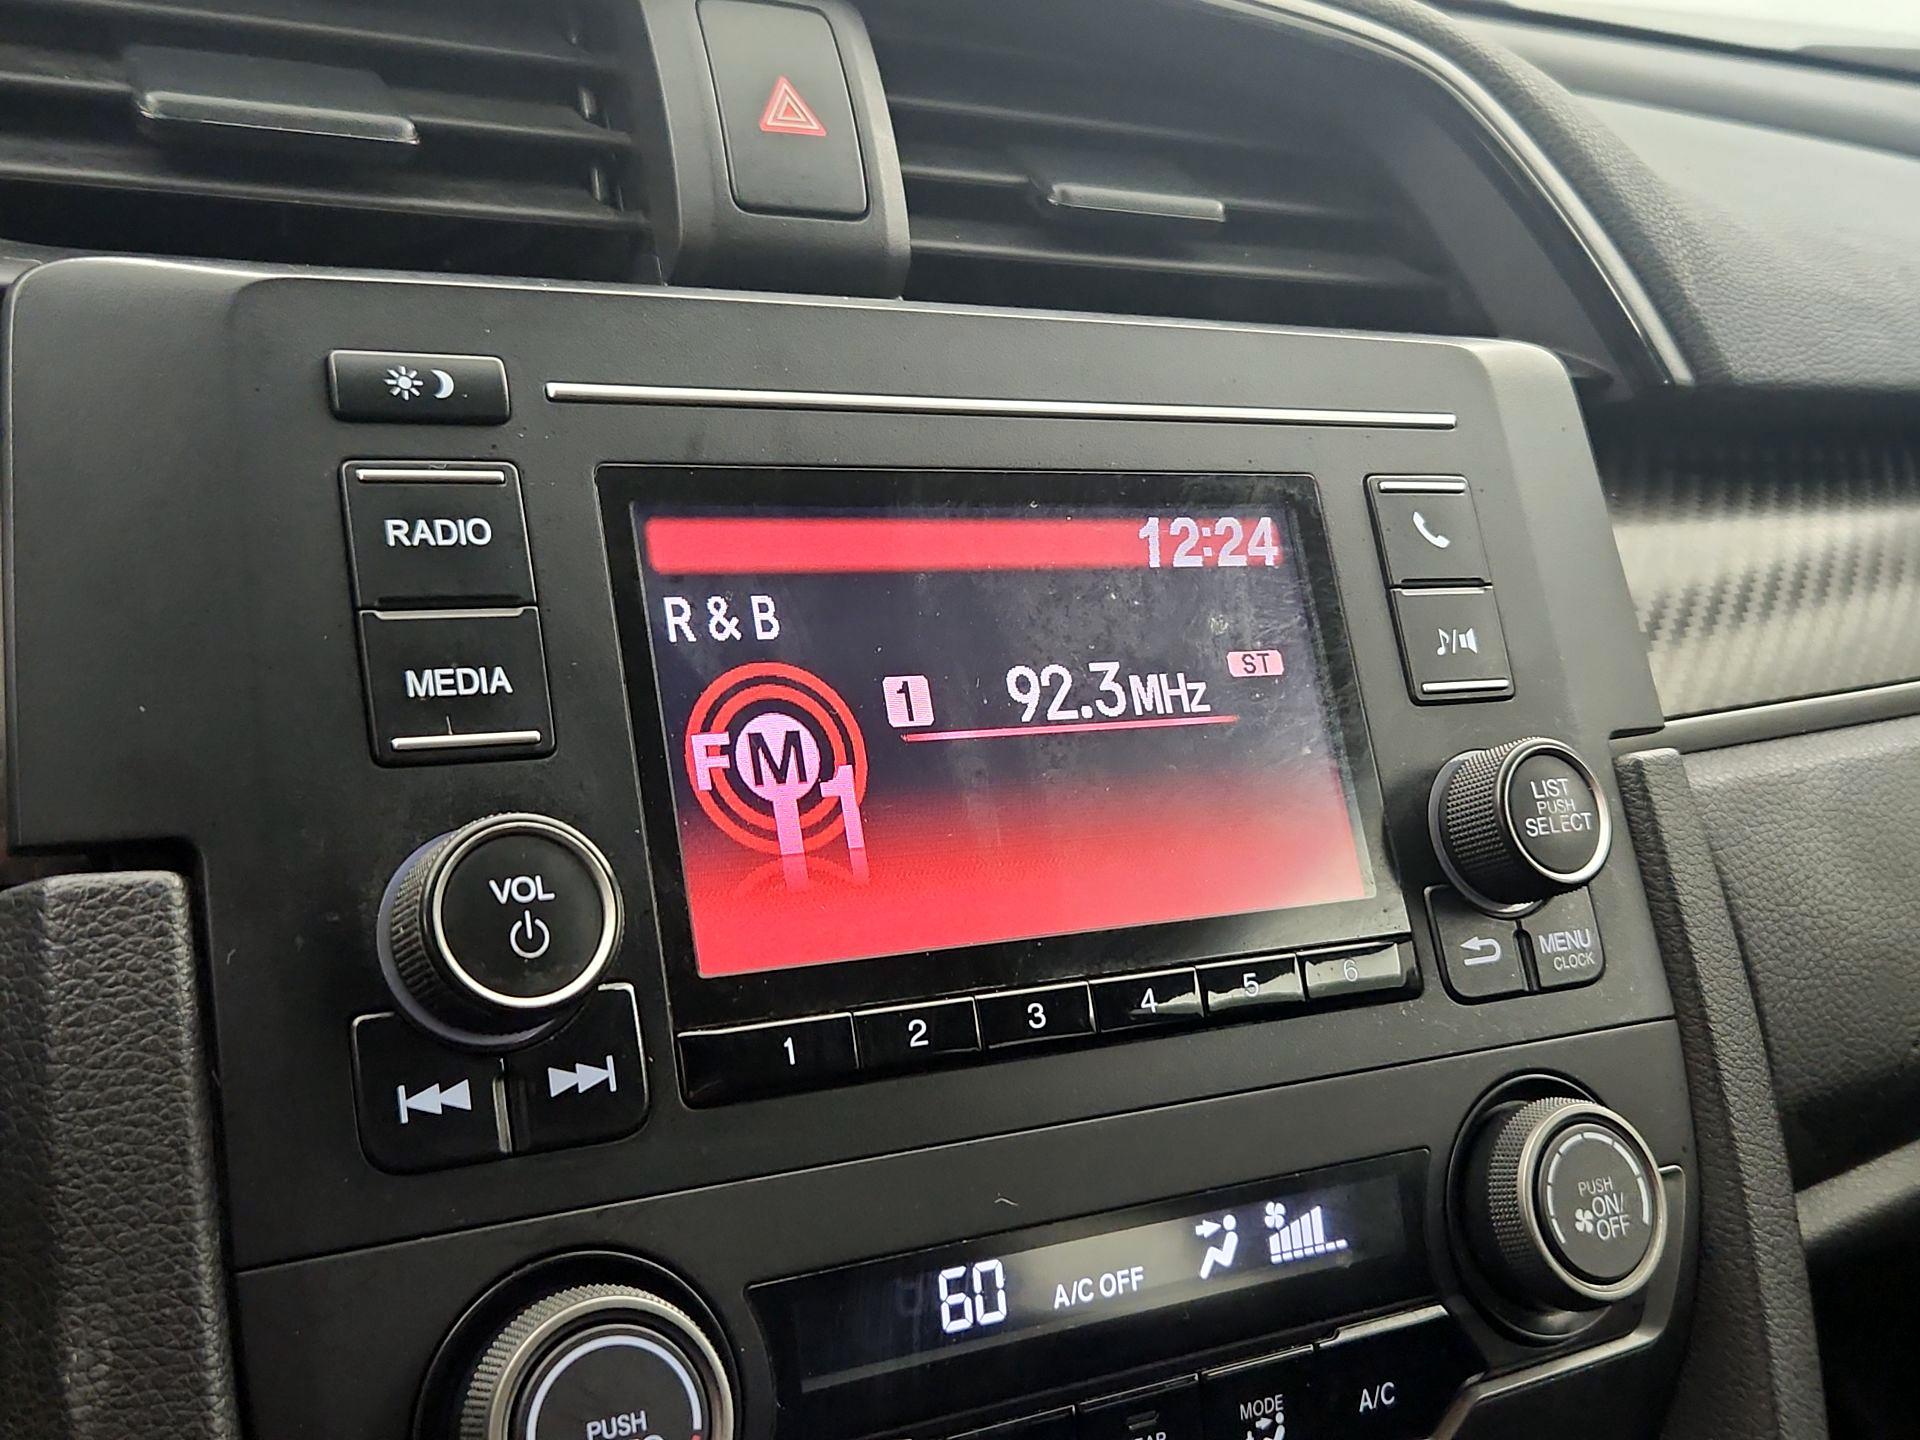 RADIO
MEDIA
12:24
R & B
FM 1
1 92.3MHz ST
LIST
PUSH
SELECT
VOL
MENU
CLOCK
1 2 3 4 5 6
PUSH
ON/
OFF
60 A/C OFF
PUSH
MODE
A/C